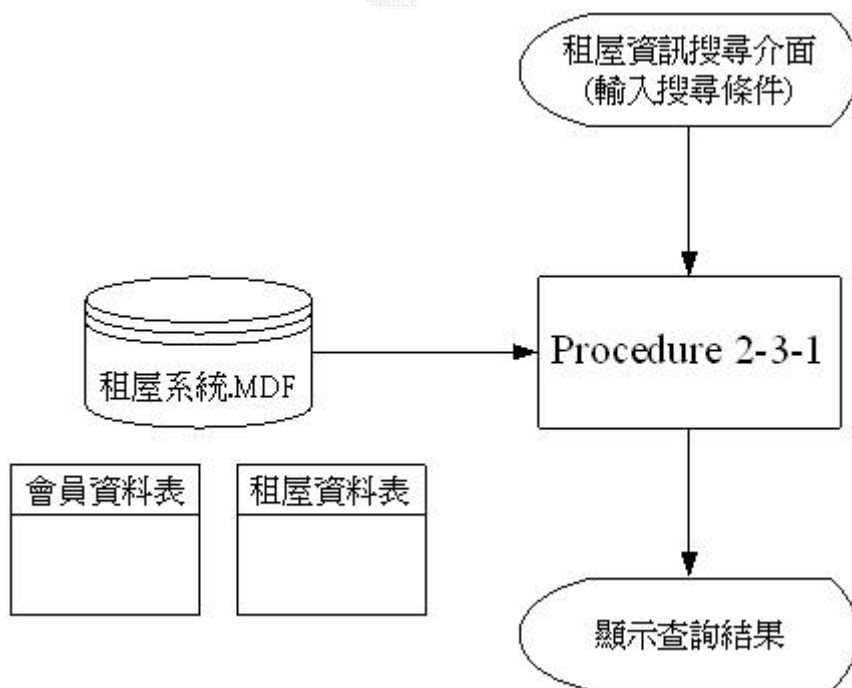 租屋資訊搜尋介面
(輸入搜尋條件)
Procedure 2-3-1
租屋系統.MDF
會員資料表
租屋資料表
顯示查詢結果